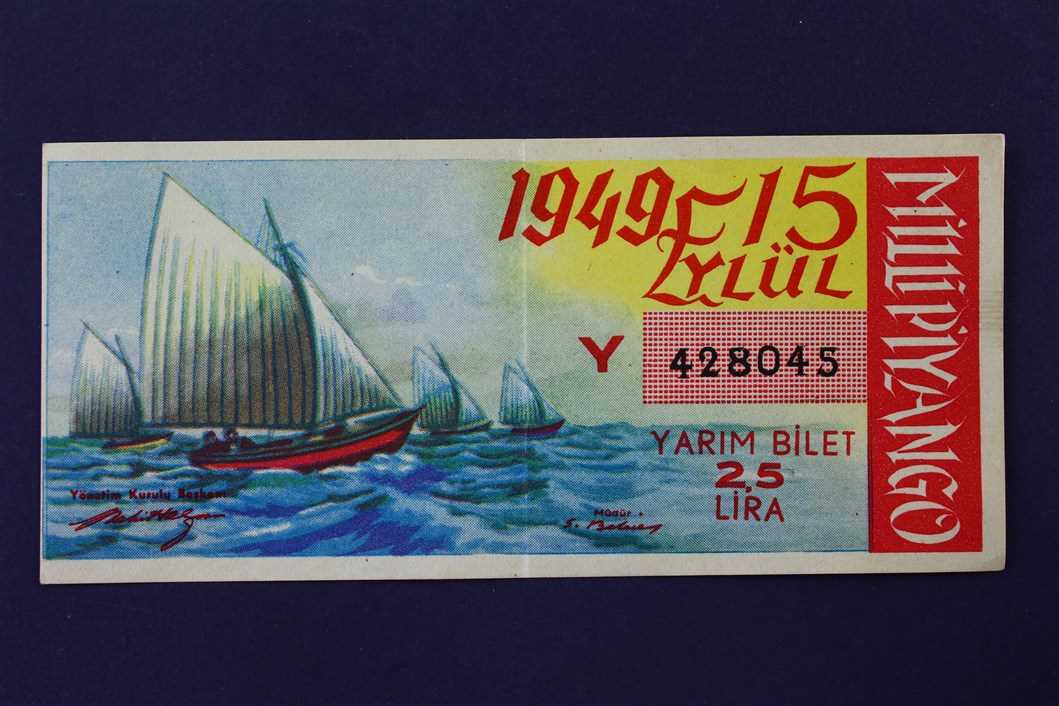 1949 15
Eylül
Y 428045
YARIM BİLET
2,5
LİRA
Yönetim Kurulu Başkanı
Müdür
MİLLİ PİYANGO